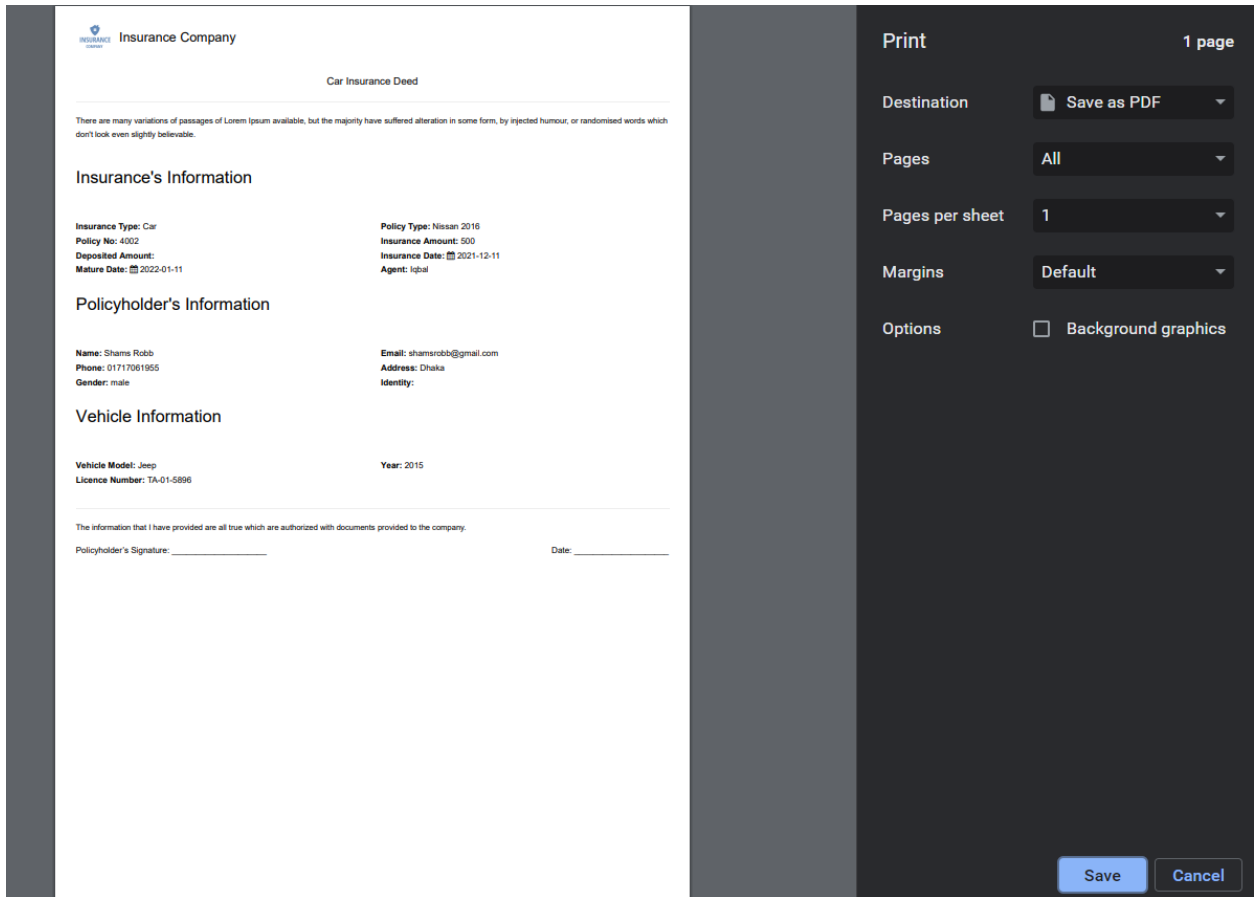 INSURANCE
COMPANY
Insurance Company
Car Insurance Deed
There are many variations of passages of Lorem Ipsum available, but the majority have suffered alteration in some form, by injected humour, or randomised words which
don't look even slightly believable.
Insurance's Information
Insurance Type: Car
Policy Type: Nissan 2016
Policy No: 4002
Insurance Amount: 500
Deposited Amount:
Insurance Date: 2021-12-11
Mature Date: 2022-01-11
Agent: Iqbal
Policyholder's Information
Name: Shams Robb
Email: shamsrobb@gmail.com
Phone: 01717061955
Address: Dhaka
Gender: male
Identity:
Vehicle Information
Vehicle Model: Jeep
Year: 2015
Licence Number: TA-01-5896
The information that I have provided are all true which are authorized with documents provided to the company.
Policyholder's Signature: ____________________
Date: ____________________
Print
1 page
Destination
Save as PDF
Pages
All
Pages per sheet
1
Margins
Default
Options
Background graphics
Save
Cancel